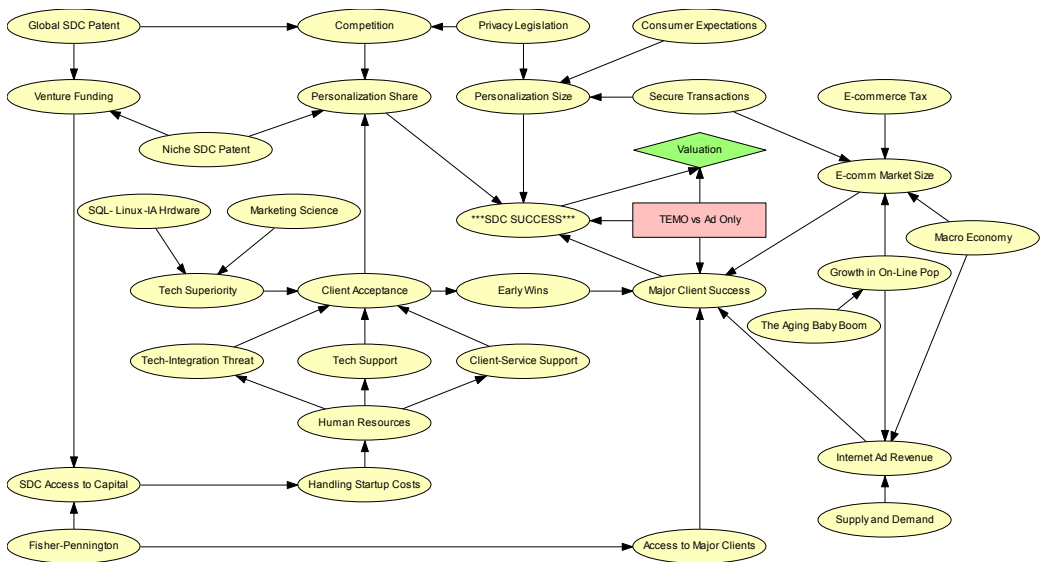 Global SDC Patent
Competition
Privacy Legislation
Consumer Expectations
Venture Funding
Personalization Share
Personalization Size
Secure Transactions
E-commerce Tax
Niche SDC Patent
Valuation
E-comm Market Size
SQL- Linux -IA Hrdware
Marketing Science
***SDC SUCCESS***
TEMO vs Ad Only
Macro Economy
Growth in On-Line Pop
Tech Superiority
Client Acceptance
Early Wins
Major Client Success
The Aging Baby Boom
Tech-Integration Threat
Tech Support
Client-Service Support
Human Resources
Internet Ad Revenue
SDC Access to Capital
Handling Startup Costs
Supply and Demand
Fisher-Pennington
Access to Major Clients